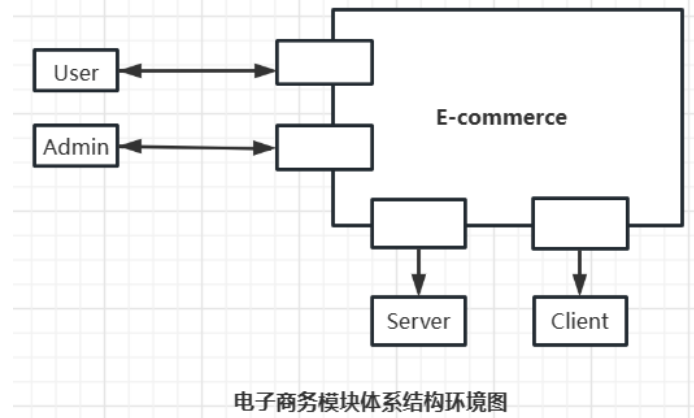 User
E-commerce
Admin
Server
Client
电子商务模块体系结构环境图